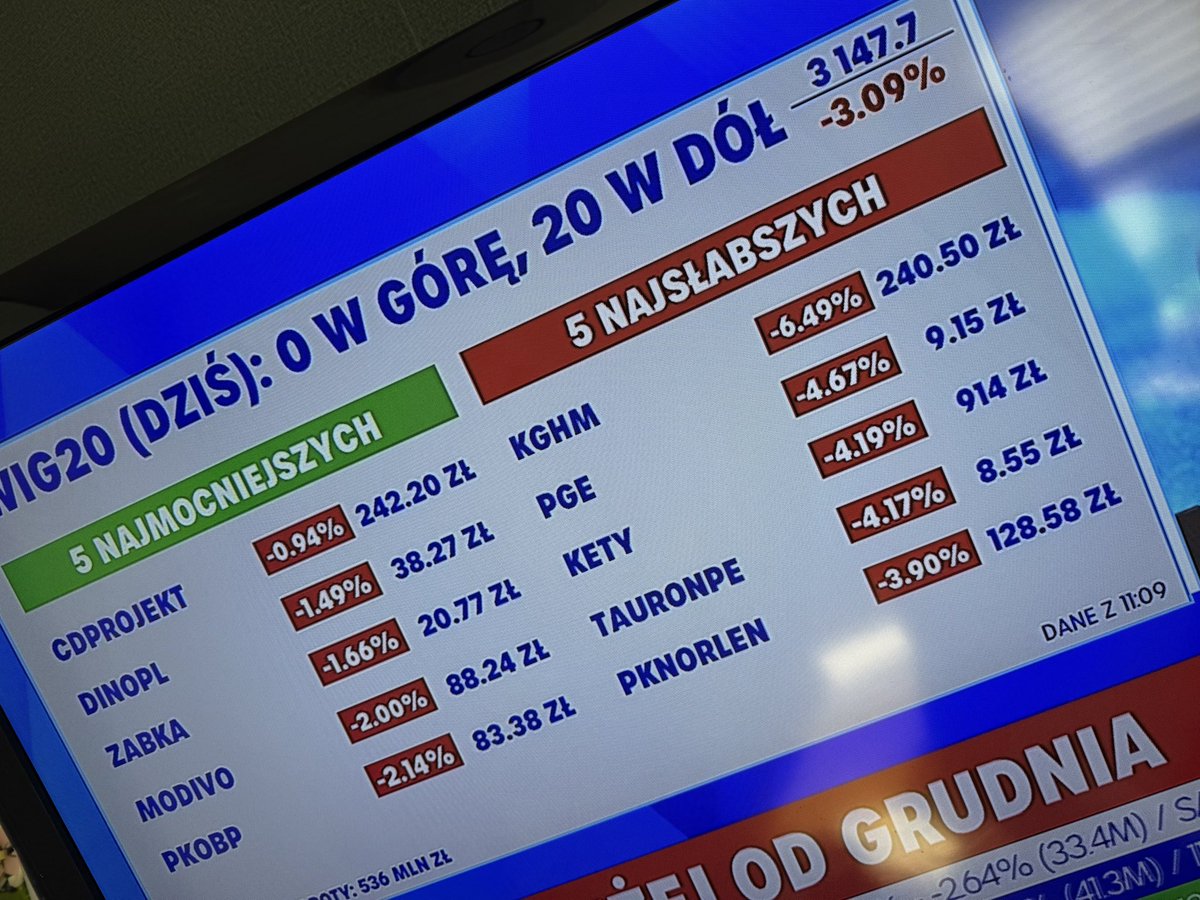 WIG20 (DZIŚ): 0 W GÓRĘ, 20 W DÓŁ
3 147.7
-3.09%
5 NAJMOCNIEJSZYCH
CDPROJEKT -0.94% 242.20 ZŁ
DINOPL -1.49% 38.27 ZŁ
ZABKA -1.66% 20.77 ZŁ
MODIVO -2.00% 88.24 ZŁ
PKOBP -2.14% 83.38 ZŁ
5 NAJSŁABSZYCH
KGHM -6.49% 240.50 ZŁ
PGE -4.67% 9.15 ZŁ
KETY -4.19% 914 ZŁ
TAURONPE -4.17% 8.55 ZŁ
PKNORLEN -3.90% 128.58 ZŁ
536 MLN ZŁ
DANE Z 11:09
OD GRUDNIA
-264% (33.4M) /
(41.3M) /